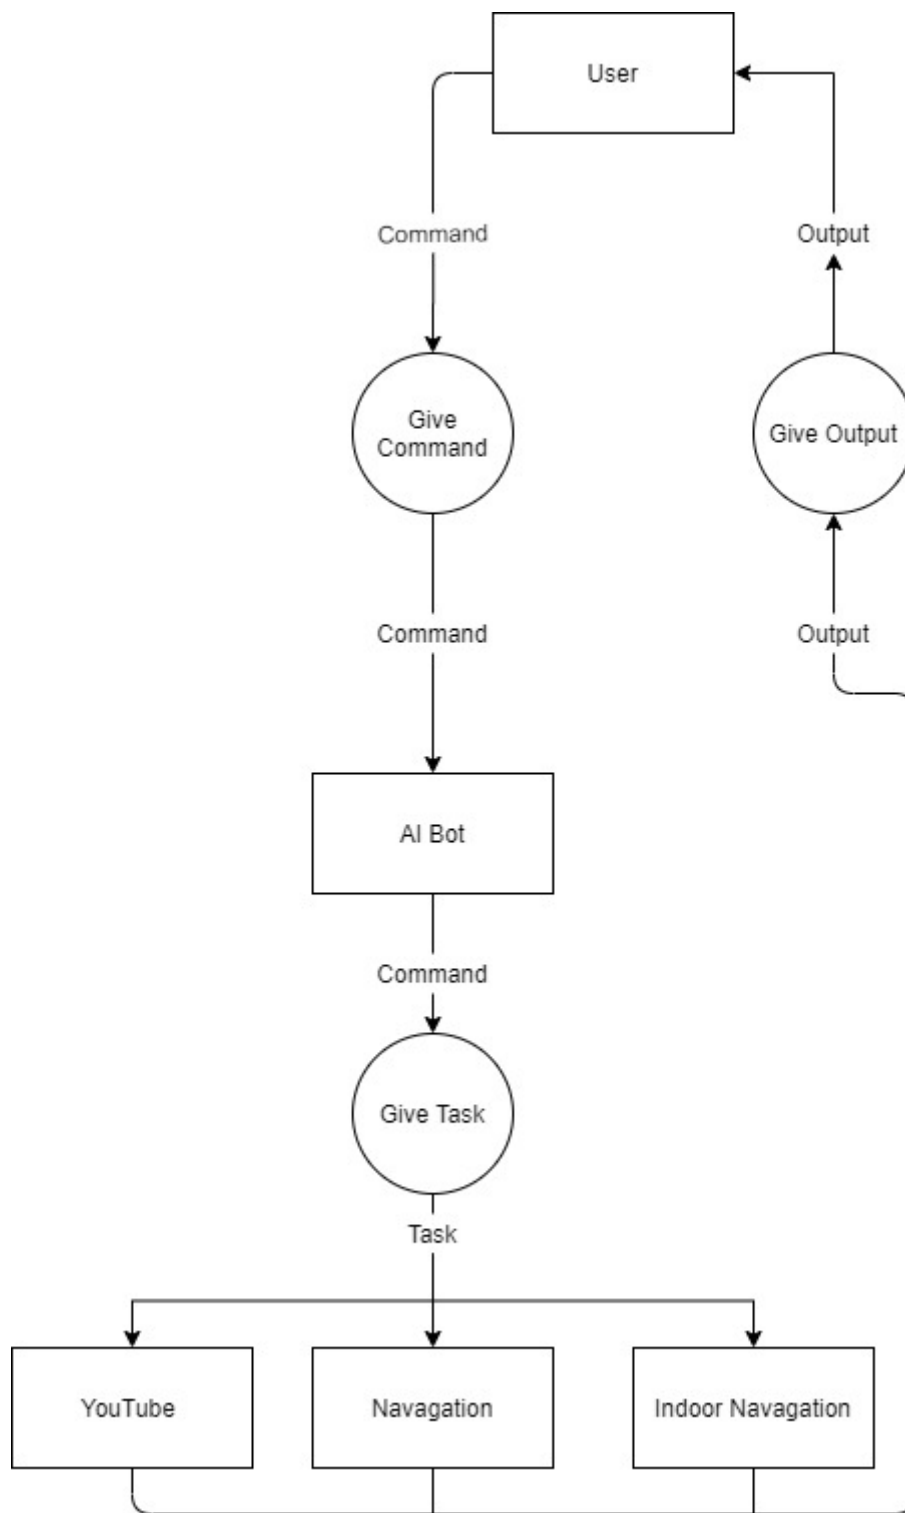 User
Command
Output
Give
Command
Give Output
Command
Output
AI Bot
Command
Give Task
Task
YouTube
Navagation
Indoor Navagation